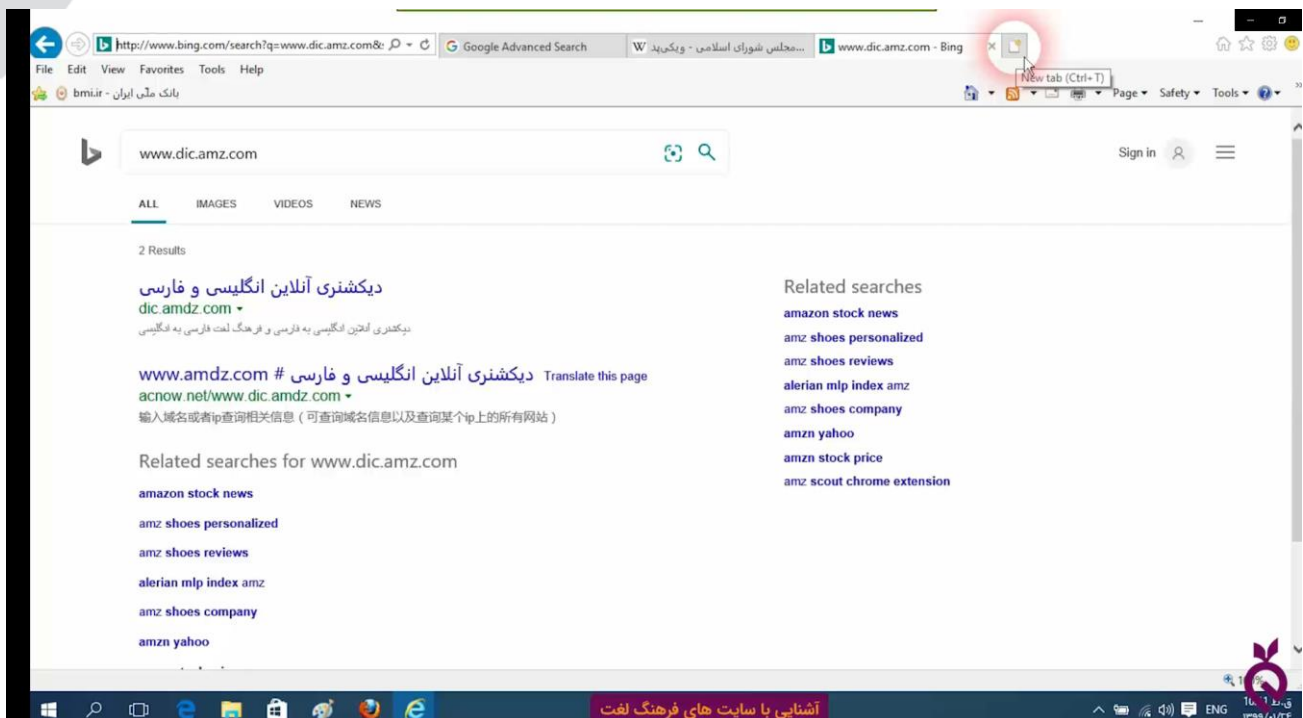 http://www.bing.com/search?q=www.dic.amz.com&:
Google Advanced Search
مجلس شورای اسلامی - ویکی‌پد...
www.dic.amz.com - Bing
File Edit View Favorites Tools Help
New tab (Ctrl+T)
بانک ملّی ایران - bmi.ir
Page Safety Tools
www.dic.amz.com
Sign in
ALL IMAGES VIDEOS NEWS
2 Results
دیکشنری آنلاین انگلیسی و فارسی
dic.amdz.com
دیکشنری آنلاین انگلیسی به فارسی و فرهنگ لغت فارسی به انگلیسی
www.amdz.com # دیکشنری آنلاین انگلیسی و فارسی Translate this page
acnow.net/www.dic.amdz.com
输入域名或者ip查询相关信息（可查询域名信息以及查询某个ip上的所有网站）
Related searches for www.dic.amz.com
amazon stock news
amz shoes personalized
amz shoes reviews
alerian mlp index amz
amz shoes company
amzn yahoo
Related searches
amazon stock news
amz shoes personalized
amz shoes reviews
alerian mlp index amz
amz shoes company
amzn yahoo
amzn stock price
amz scout chrome extension
آشنایی با سایت های فرهنگ لغت
ENG